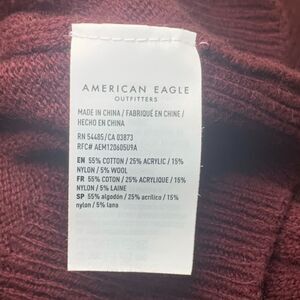 AMERICAN EAGLE
OUTFITTERS
MADE IN CHINA / FABRIQUÉ EN CHINE /
HECHO EN CHINA
RN 54485/CA 03873
RFC# AEM120605U9A
EN 55% COTTON / 25% ACRYLIC / 15%
NYLON / 5% WOOL
FR 55% COTON / 25% ACRYLIQUE / 15%
NYLON / 5% LAINE
SP 55% algodón / 25% acrílico / 15%
nylon / 5% lana